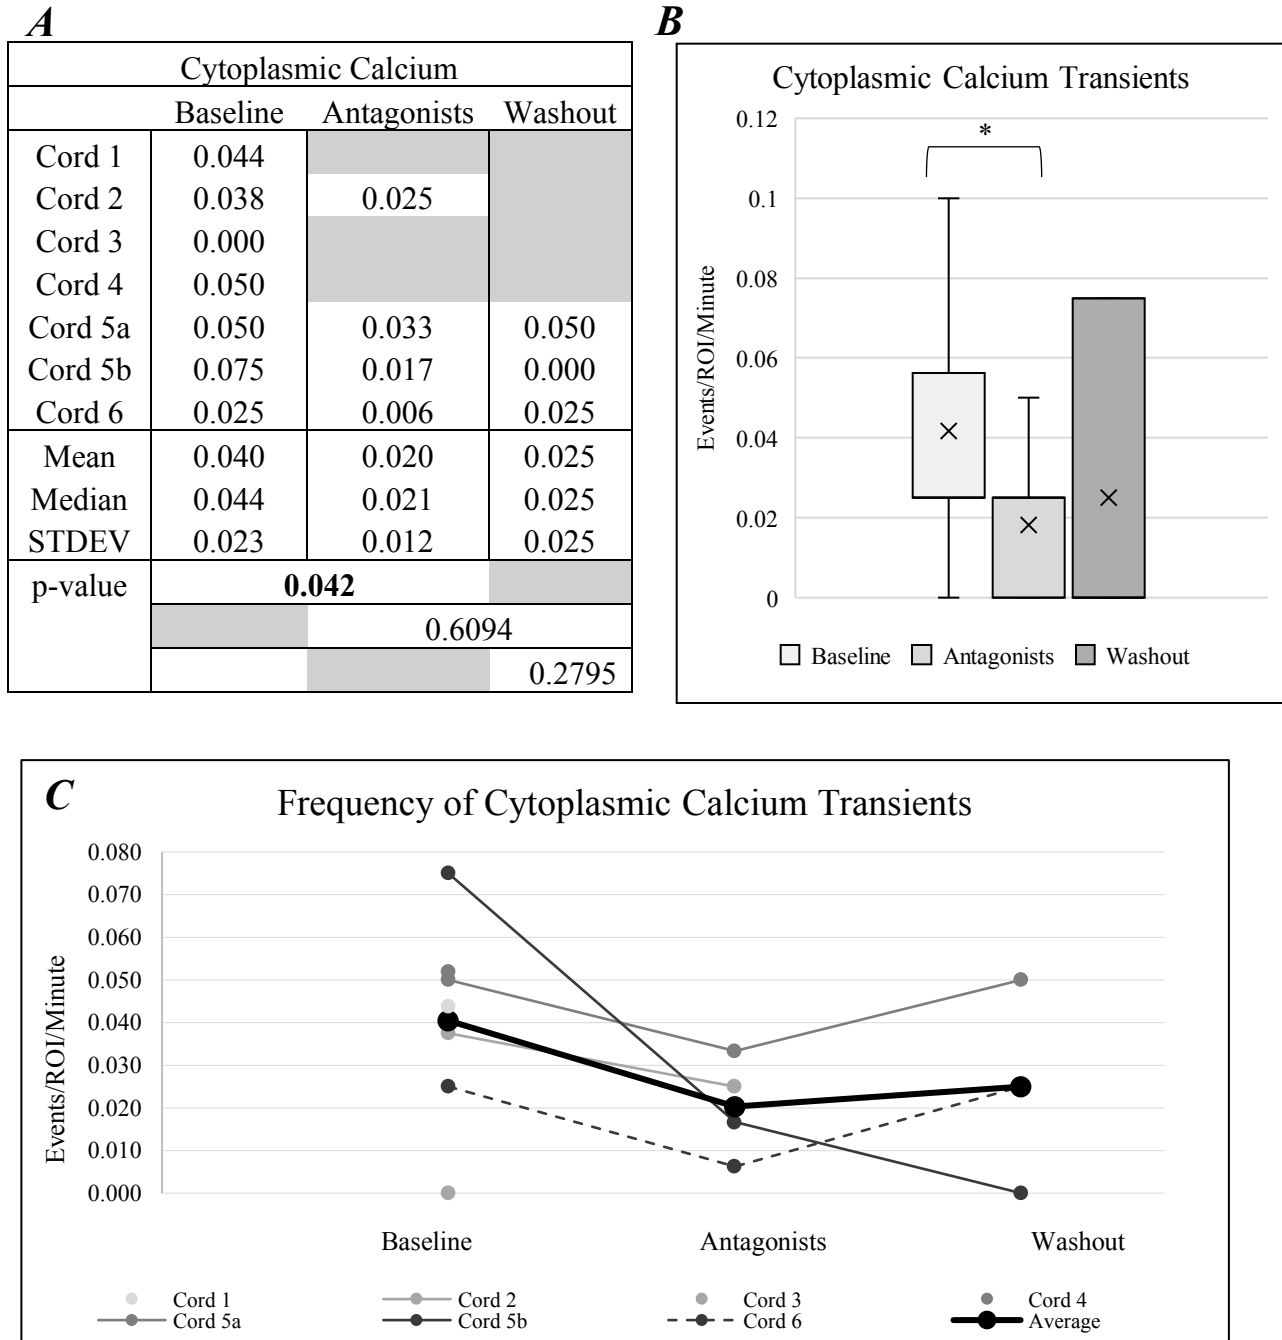 A
Cytoplasmic Calcium
Baseline Antagonists Washout
Cord 1 0.044
Cord 2 0.038 0.025
Cord 3 0.000
Cord 4 0.050
Cord 5a 0.050 0.033 0.050
Cord 5b 0.075 0.017 0.000
Cord 6 0.025 0.006 0.025
Mean 0.040 0.020 0.025
Median 0.044 0.021 0.025
STDEV 0.023 0.012 0.025
p-value 0.042
0.6094
0.2795
B
Cytoplasmic Calcium Transients
*
0.12
0.1
0.08
0.06
0.04
0.02
0
Events/ROI/Minute
Baseline Antagonists Washout
C
Frequency of Cytoplasmic Calcium Transients
0.080
0.070
0.060
0.050
0.040
0.030
0.020
0.010
0.000
Events/ROI/Minute
Baseline Antagonists Washout
Cord 1 Cord 2 Cord 3 Cord 4
Cord 5a Cord 5b Cord 6 Average